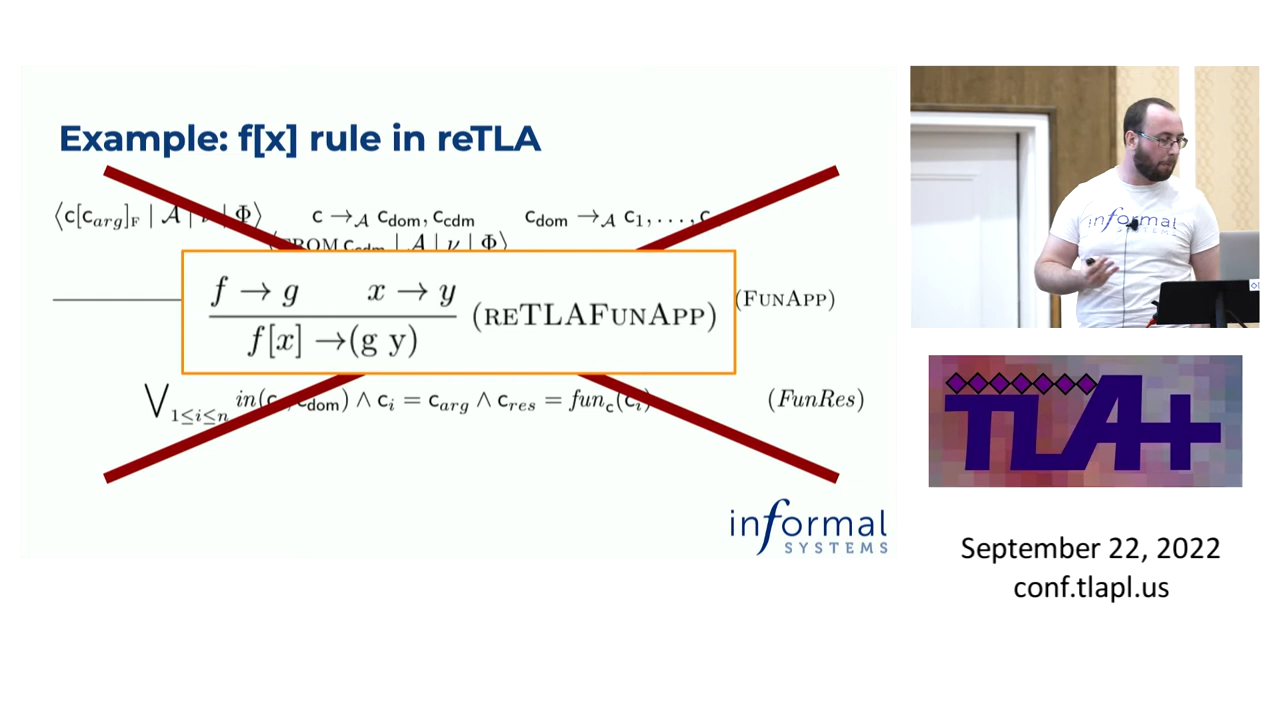 Example: f[x] rule in reTLA
⟨c[c_arg]_F | 𝒜 | ν | Φ⟩ c →_𝒜 c_dom, c_cdm c_dom →_𝒜 c_1, …, c
FROM c_cdm | 𝒜 | ν | Φ⟩
(FUNAPP)
f → g x → y
(RETLAFUNAPP)
f[x] →(g y)
⋁_{1≤i≤n} in(c, c_dom) ∧ c_i = c_arg ∧ c_res = fun_c(c_i) (FunRes)
informal
SYSTEMS
informal
SYSTEMS
TLA+
September 22, 2022
conf.tlapl.us